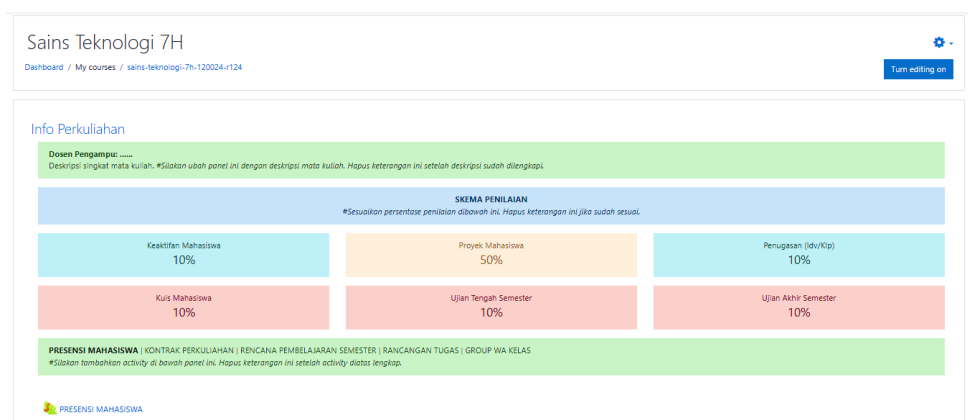 Sains Teknologi 7H
Dashboard / My courses / sains-teknologi-7h-120024-r124
Turn editing on
Info Perkuliahan
Dosen Pengampu: ......
Deskripsi singkat mata kuliah. #Silakan ubah panel ini dengan deskripsi mata kuliah. Hapus keterangan ini setelah deskripsi sudah dilengkapi.
SKEMA PENILAIAN
#Sesuaikan persentase penilaian dibawah ini. Hapus keterangan ini jika sudah sesuai.
Keaktifan Mahasiswa
10%
Proyek Mahasiswa
50%
Penugasan (Idv/Klp)
10%
Kuis Mahasiswa
10%
Ujian Tengah Semester
10%
Ujian Akhir Semester
10%
PRESENSI MAHASISWA | KONTRAK PERKULIAHAN | RENCANA PEMBELAJARAN SEMESTER | RANCANGAN TUGAS | GROUP WA KELAS
#Silakan tambahkan activity di bawah panel ini. Hapus keterangan ini setelah activity diatas lengkap.
PRESENSI MAHASISWA